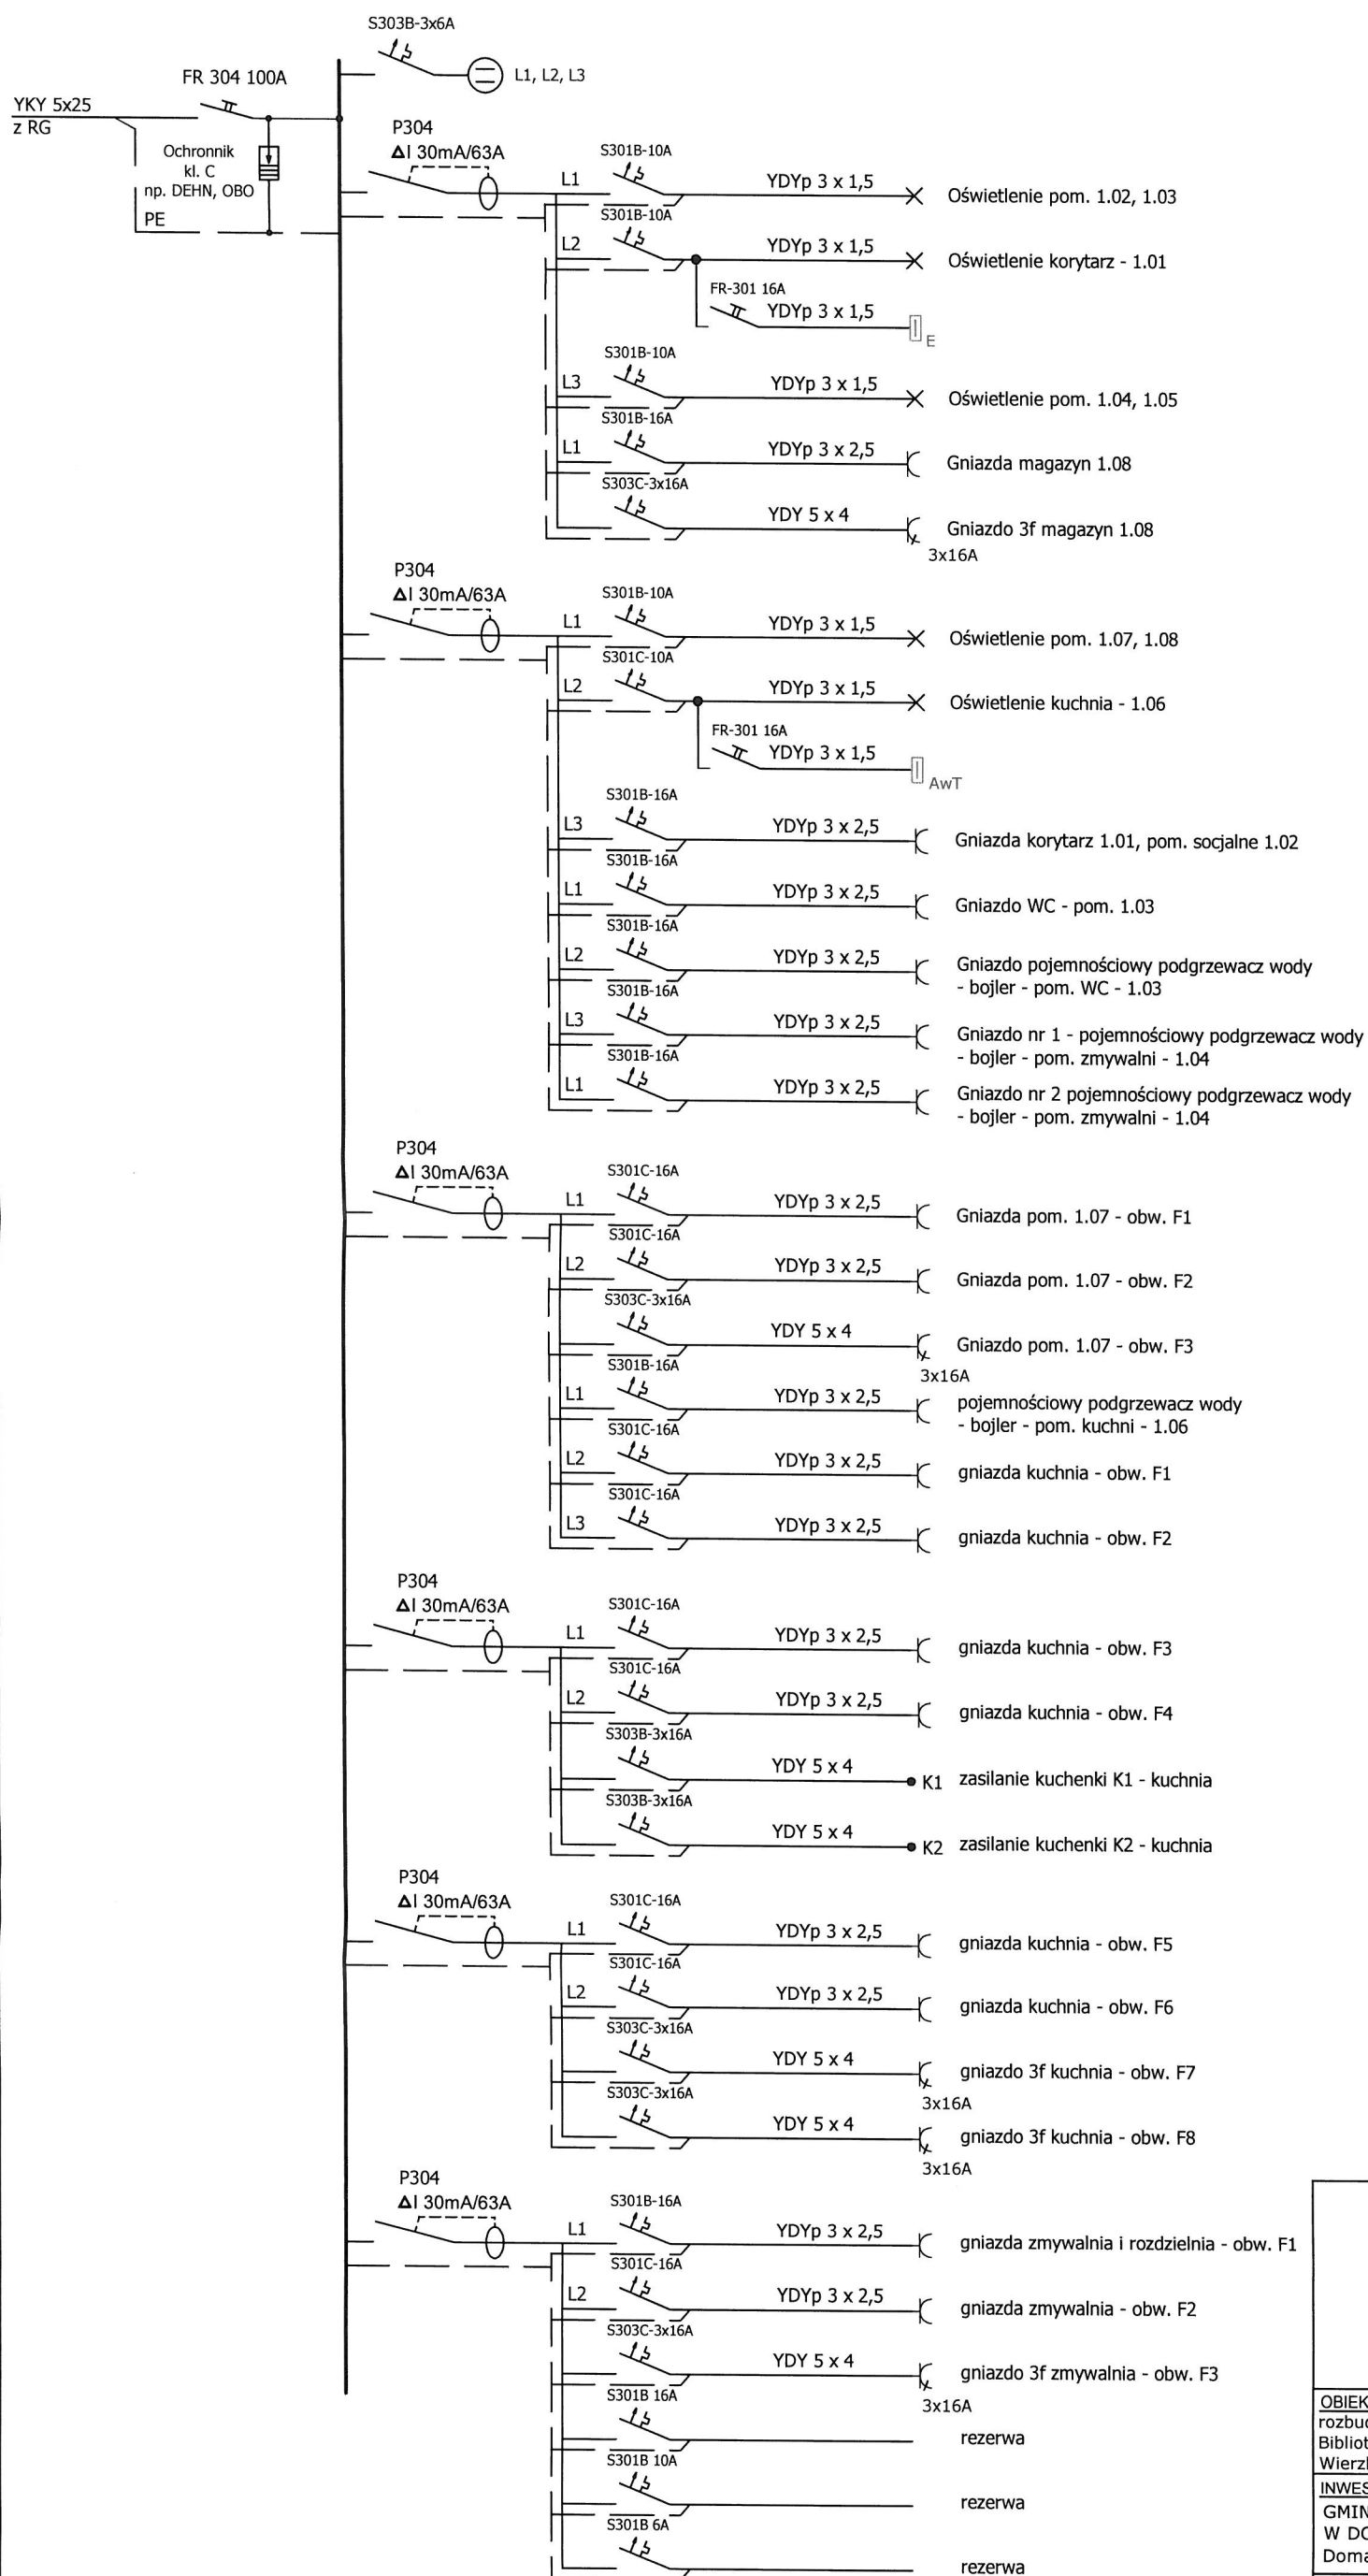 S303B-3x6A
L1, L2, L3
FR 304 100A
YKY 5x25
z RG
Ochronnik
kl. C
np. DEHN, OBO
PE
P304
ΔI 30mA/63A
L1
S301B-10A
YDYp 3 x 1,5
Oświetlenie pom. 1.02, 1.03
S301B-10A
L2
YDYp 3 x 1,5
Oświetlenie korytarz - 1.01
FR-301 16A
YDYp 3 x 1,5
E
S301B-10A
L3
YDYp 3 x 1,5
Oświetlenie pom. 1.04, 1.05
S301B-16A
L1
YDYp 3 x 2,5
Gniazda magazyn 1.08
S303C-3x16A
YDY 5 x 4
Gniazdo 3f magazyn 1.08
3x16A
P304
ΔI 30mA/63A
L1
S301B-10A
YDYp 3 x 1,5
Oświetlenie pom. 1.07, 1.08
S301C-10A
L2
YDYp 3 x 1,5
Oświetlenie kuchnia - 1.06
FR-301 16A
YDYp 3 x 1,5
AwT
S301B-16A
L3
YDYp 3 x 2,5
Gniazda korytarz 1.01, pom. socjalne 1.02
S301B-16A
L1
YDYp 3 x 2,5
Gniazdo WC - pom. 1.03
S301B-16A
L2
YDYp 3 x 2,5
Gniazdo pojemnościowy podgrzewacz wody
- bojler - pom. WC - 1.03
S301B-16A
L3
YDYp 3 x 2,5
Gniazdo nr 1 - pojemnościowy podgrzewacz wody
- bojler - pom. zmywalni - 1.04
S301B-16A
L1
YDYp 3 x 2,5
Gniazdo nr 2 pojemnościowy podgrzewacz wody
- bojler - pom. zmywalni - 1.04
P304
ΔI 30mA/63A
L1
S301C-16A
YDYp 3 x 2,5
Gniazda pom. 1.07 - obw. F1
S301C-16A
L2
YDYp 3 x 2,5
Gniazda pom. 1.07 - obw. F2
S303C-3x16A
YDY 5 x 4
Gniazdo pom. 1.07 - obw. F3
3x16A
S301B-16A
L1
YDYp 3 x 2,5
pojemnościowy podgrzewacz wody
- bojler - pom. kuchni - 1.06
S301C-16A
L2
YDYp 3 x 2,5
gniazda kuchnia - obw. F1
S301C-16A
L3
YDYp 3 x 2,5
gniazda kuchnia - obw. F2
P304
ΔI 30mA/63A
L1
S301C-16A
YDYp 3 x 2,5
gniazda kuchnia - obw. F3
S301C-16A
L2
YDYp 3 x 2,5
gniazda kuchnia - obw. F4
S303B-3x16A
YDY 5 x 4
K1 zasilanie kuchenki K1 - kuchnia
S303B-3x16A
YDY 5 x 4
K2 zasilanie kuchenki K2 - kuchnia
P304
ΔI 30mA/63A
L1
S301C-16A
YDYp 3 x 2,5
gniazda kuchnia - obw. F5
S301C-16A
L2
YDYp 3 x 2,5
gniazda kuchnia - obw. F6
S303C-3x16A
YDY 5 x 4
gniazdo 3f kuchnia - obw. F7
3x16A
S303C-3x16A
YDY 5 x 4
gniazdo 3f kuchnia - obw. F8
3x16A
P304
ΔI 30mA/63A
L1
S301B-16A
YDYp 3 x 2,5
gniazda zmywalnia i rozdzielnia - obw. F1
S301C-16A
L2
YDYp 3 x 2,5
gniazda zmywalnia - obw. F2
S303C-3x16A
YDY 5 x 4
gniazdo 3f zmywalnia - obw. F3
3x16A
S301B 16A
rezerwa
S301B 10A
rezerwa
S301B 6A
rezerwa
OBIEK
rozbu
Bibliot
Wierz
INWES
GMIN
W DO
Doma